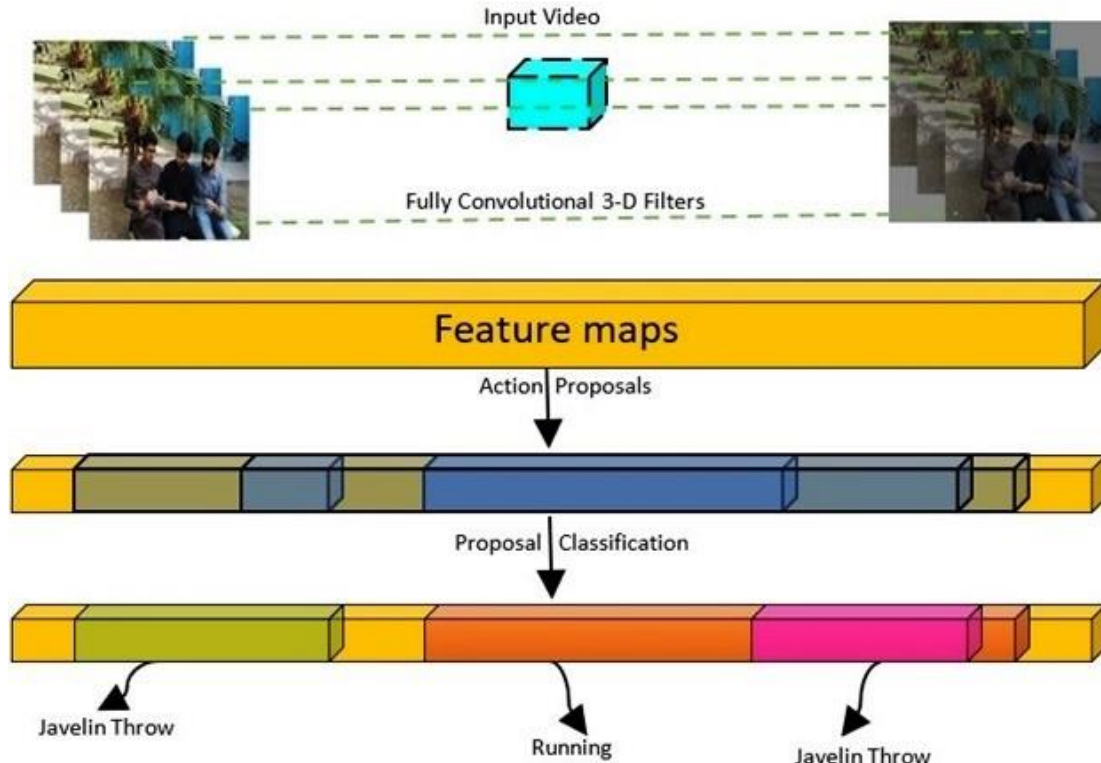 Input Video
Fully Convolutional 3-D Filters
Feature maps
Action Proposals
Proposal Classification
Javelin Throw
Running
Javelin Throw